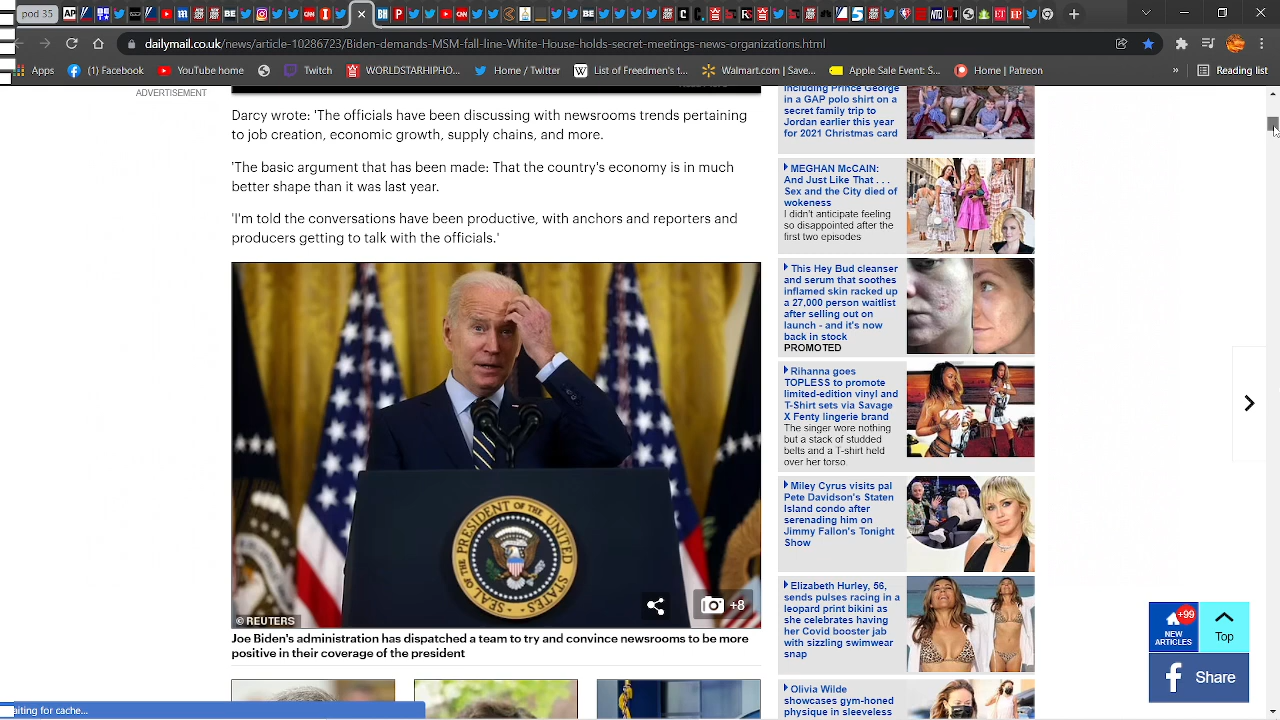 Old 35
dailymail.co.uk/news/article-10286723/Biden-demands-MSM-fall-line-White-House-holds-secret-meetings-news-organizations.html
Apps
(1) Facebook
YouTube Home
Twitch
WORLDSTARHIPHO...
Home / Twitter
List of Freedom's I...
Walmart.com | Save...
Patreon
»
Reading list
ADVERTISEMENT
Darcy wrote: 'The officials have been discussing with newsrooms trends pertaining
to job creation, economic growth, supply chains, and more.
'The basic argument that has been made: That the country's economy is in much
better shape than it was last year.
'I'm told the conversations have been productive, with anchors and reporters and
producers getting to talk with the officials.'
SEAL OF THE PRESIDENT OF THE UNITED STATES
© REUTERS
+8
Joe Biden's administration has dispatched a team to try and convince newsrooms to be more
positive in their coverage of the president
including Prince George
in a GAP polo shirt on a
secret family trip to
Jordan earlier this year
for 2021 Christmas card
MEGHAN McCAIN:
And Just Like That . . .
Sex and the City died of
wokeness
I didn't anticipate feeling
so disappointed after the
first two episodes
This Hey Bud cleanser
and serum that soothes
inflamed skin racked up
a 27,000 person waitlist
after selling out on
launch - and it's now
back in stock
PROMOTED
Rihanna goes
TOPLESS to promote
limited-edition vinyl and
T-Shirt sets via Savage
X Fenty lingerie brand
The singer wore nothing
but a stack of studded
belts and a T-shirt held
over her torso
Miley Cyrus visits pal
Pete Davidson's Staten
Island condo after
serenading him on
Jimmy Fallon's Tonight
Show
Elizabeth Hurley, 56,
sends pulses racing in a
leopard print bikini as
she celebrates having
her Covid booster jab
with sizzling swimwear
snap
Olivia Wilde
showcases gym-honed
physique in sleeveless
+99
NEW
ARTICLES
Top
Share
aiting for cache...